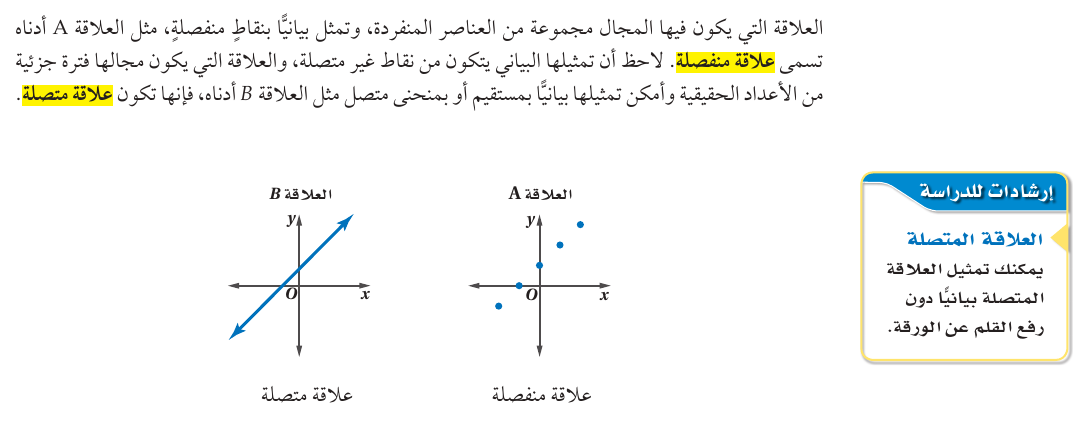 العلاقة التي يكون فيها المجال مجموعة من العناصر المنفردة، وتمثل بيانيًّا بنقاطٍ منفصلةٍ، مثل العلاقة A أدناه
تسمى علاقة منفصلة. لاحظ أن تمثيلها البياني يتكون من نقاط غير متصلة، والعلاقة التي يكون مجالها فترة جزئية
من الأعداد الحقيقية وأمكن تمثيلها بيانيًّا بمستقيم أو بمنحنى متصل مثل العلاقة B أدناه، فإنها تكون علاقة متصلة.
إرشادات للدراسة
العلاقة المتصلة
يمكنك تمثيل العلاقة
المتصلة بيانيًّا دون
رفع القلم عن الورقة.
العلاقة A
y
O
x
علاقة منفصلة
العلاقة B
y
O
x
علاقة متصلة